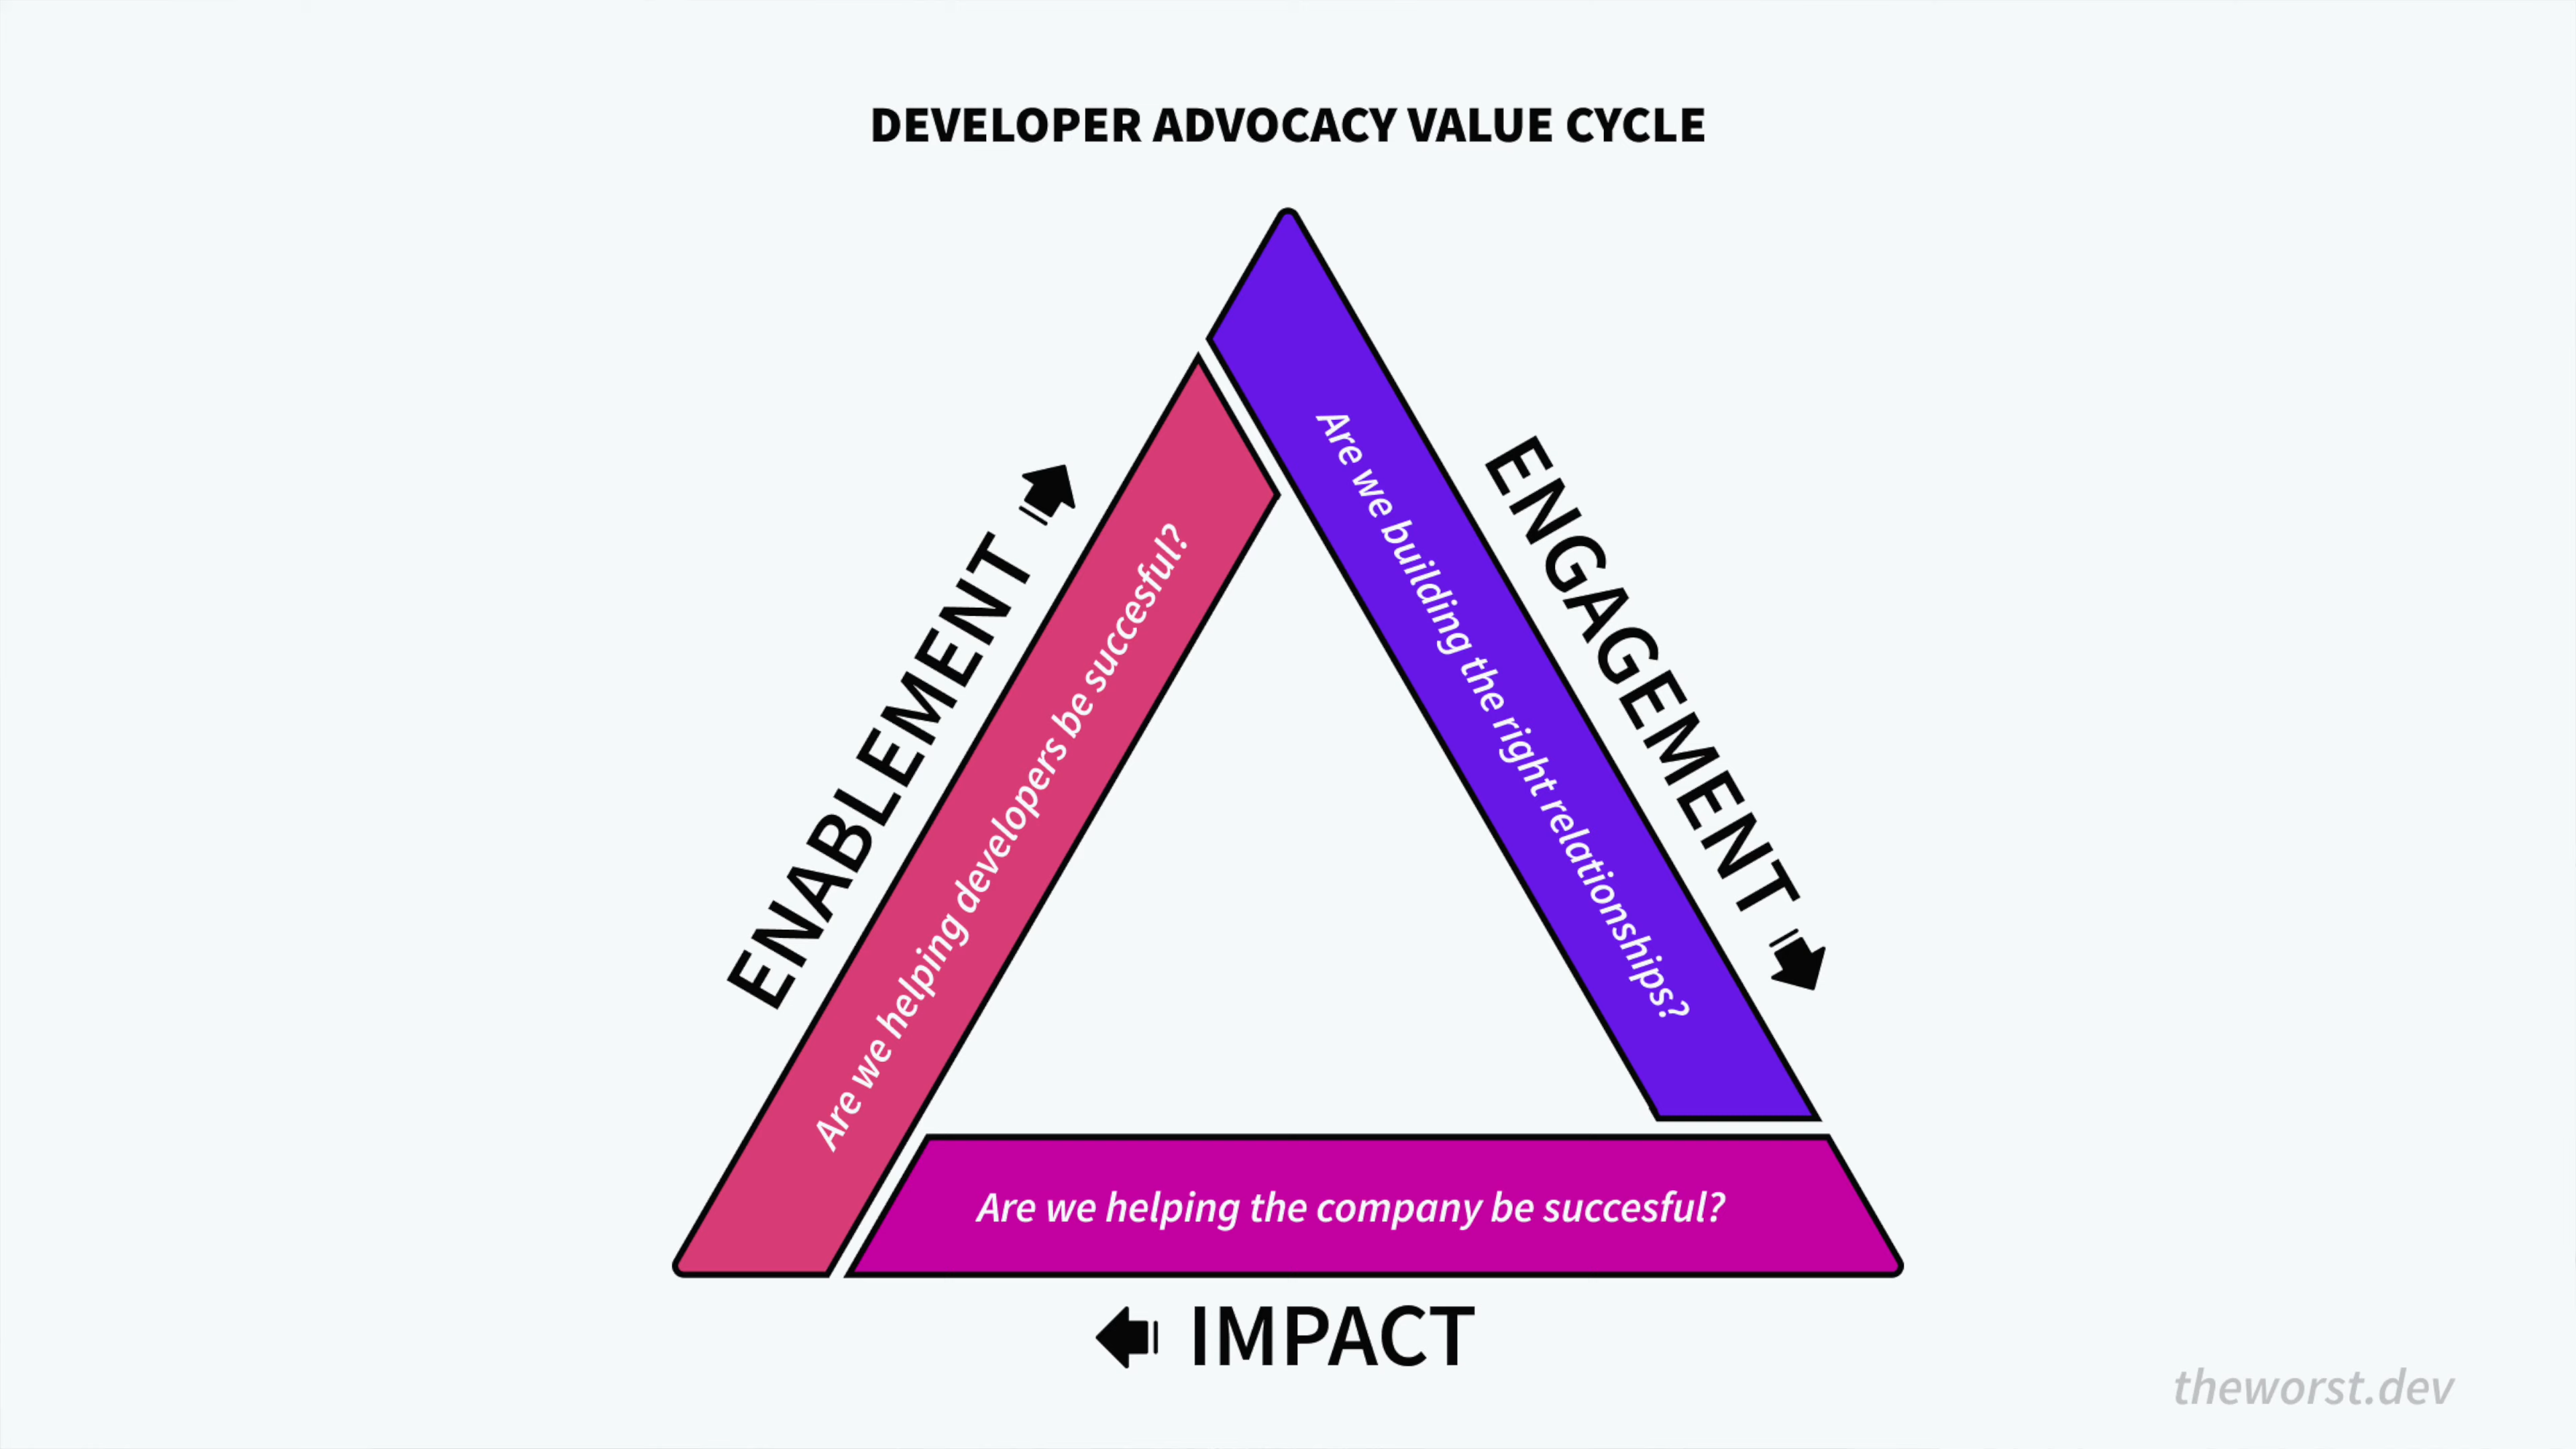 DEVELOPER ADVOCACY VALUE CYCLE
ENABLEMENT
Are we helping developers be succesful?
ENGAGEMENT
Are we building the right relationships?
Are we helping the company be succesful?
IMPACT
theworst.dev